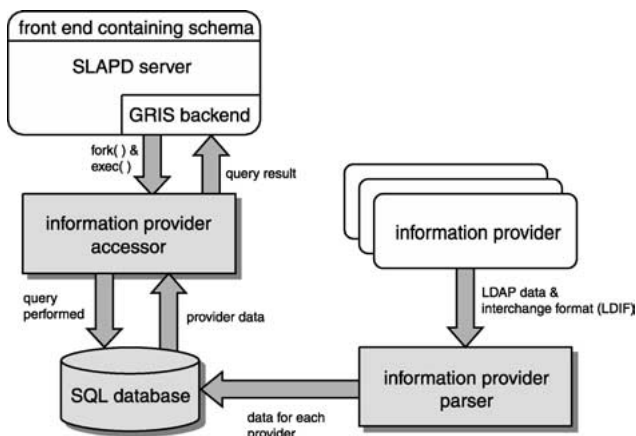 front end containing schema
SLAPD server
GRIS backend
fork( ) &
exec( )
query result
information provider
accessor
information provider
query
performed
provider data
LDAP data &
interchange format (LDIF)
SQL database
information provider
parser
data for each
provider